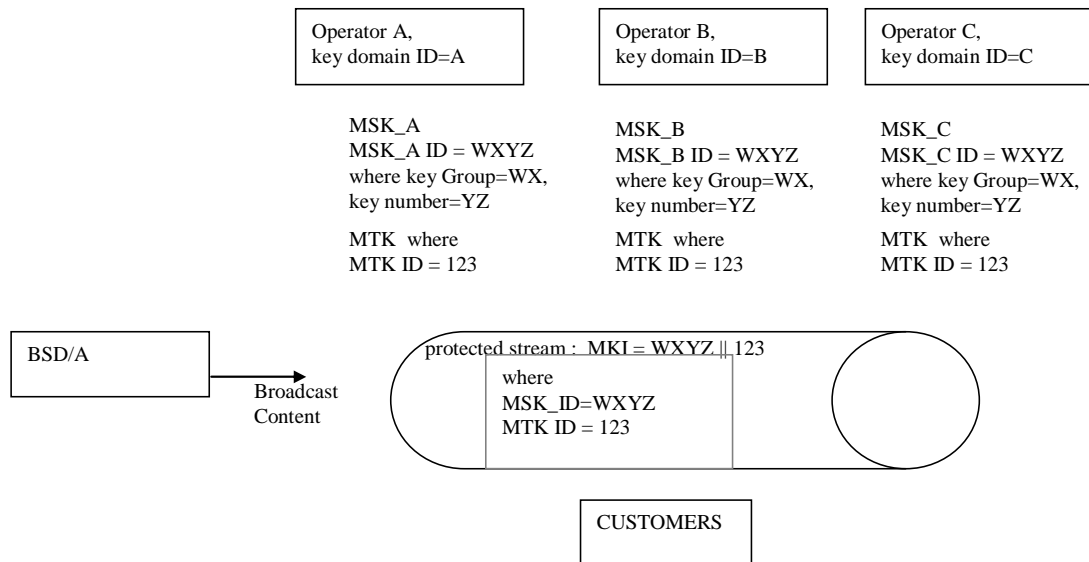 Operator A,
key domain ID=A
Operator B,
key domain ID=B
Operator C,
key domain ID=C
MSK_A
MSK_A ID = WXYZ
where key Group=WX,
key number=YZ
MTK where
MTK ID = 123
MSK_B
MSK_B ID = WXYZ
where key Group=WX,
key number=YZ
MTK where
MTK ID = 123
MSK_C
MSK_C ID = WXYZ
where key Group=WX,
key number=YZ
MTK where
MTK ID = 123
BSD/A
Broadcast
Content
protected stream : MKI = WXYZ || 123
where
MSK_ID=WXYZ
MTK ID = 123
CUSTOMERS